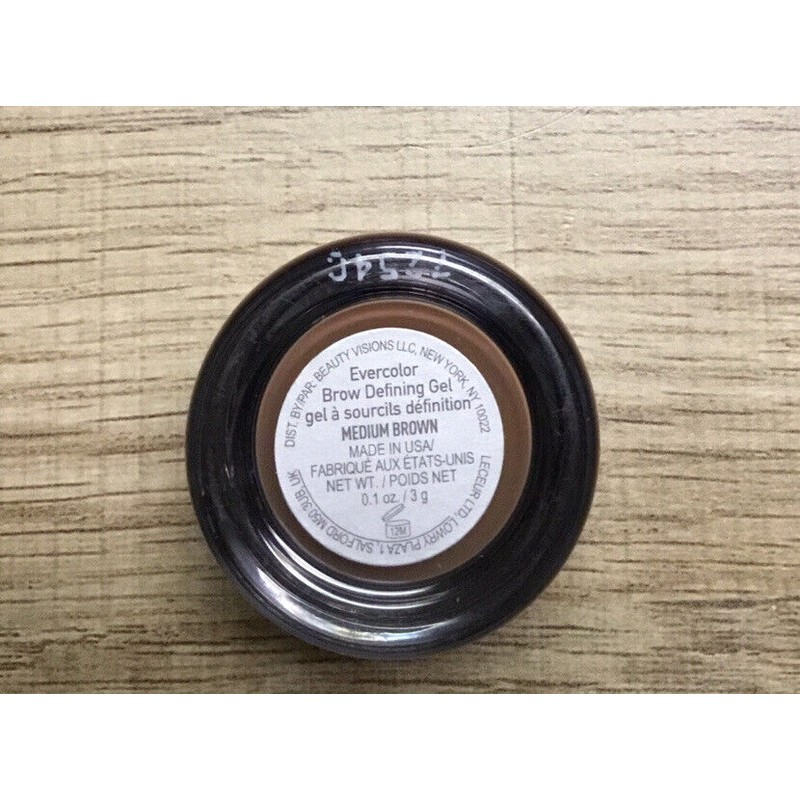 DIST. BY/PAR: BEAUTY VISIONS LLC, NEW YORK, NY 10022
Evercolor
Brow Defining Gel
gel à sourcils définition
MEDIUM BROWN
MADE IN USA/
FABRIQUÉ AUX ÉTATS-UNIS
NET WT. / POIDS NET
0.1 oz. / 3 g
12M
LECEUR LTD, LOWRY PLAZA 1, SALFORD M50 3UB, UK